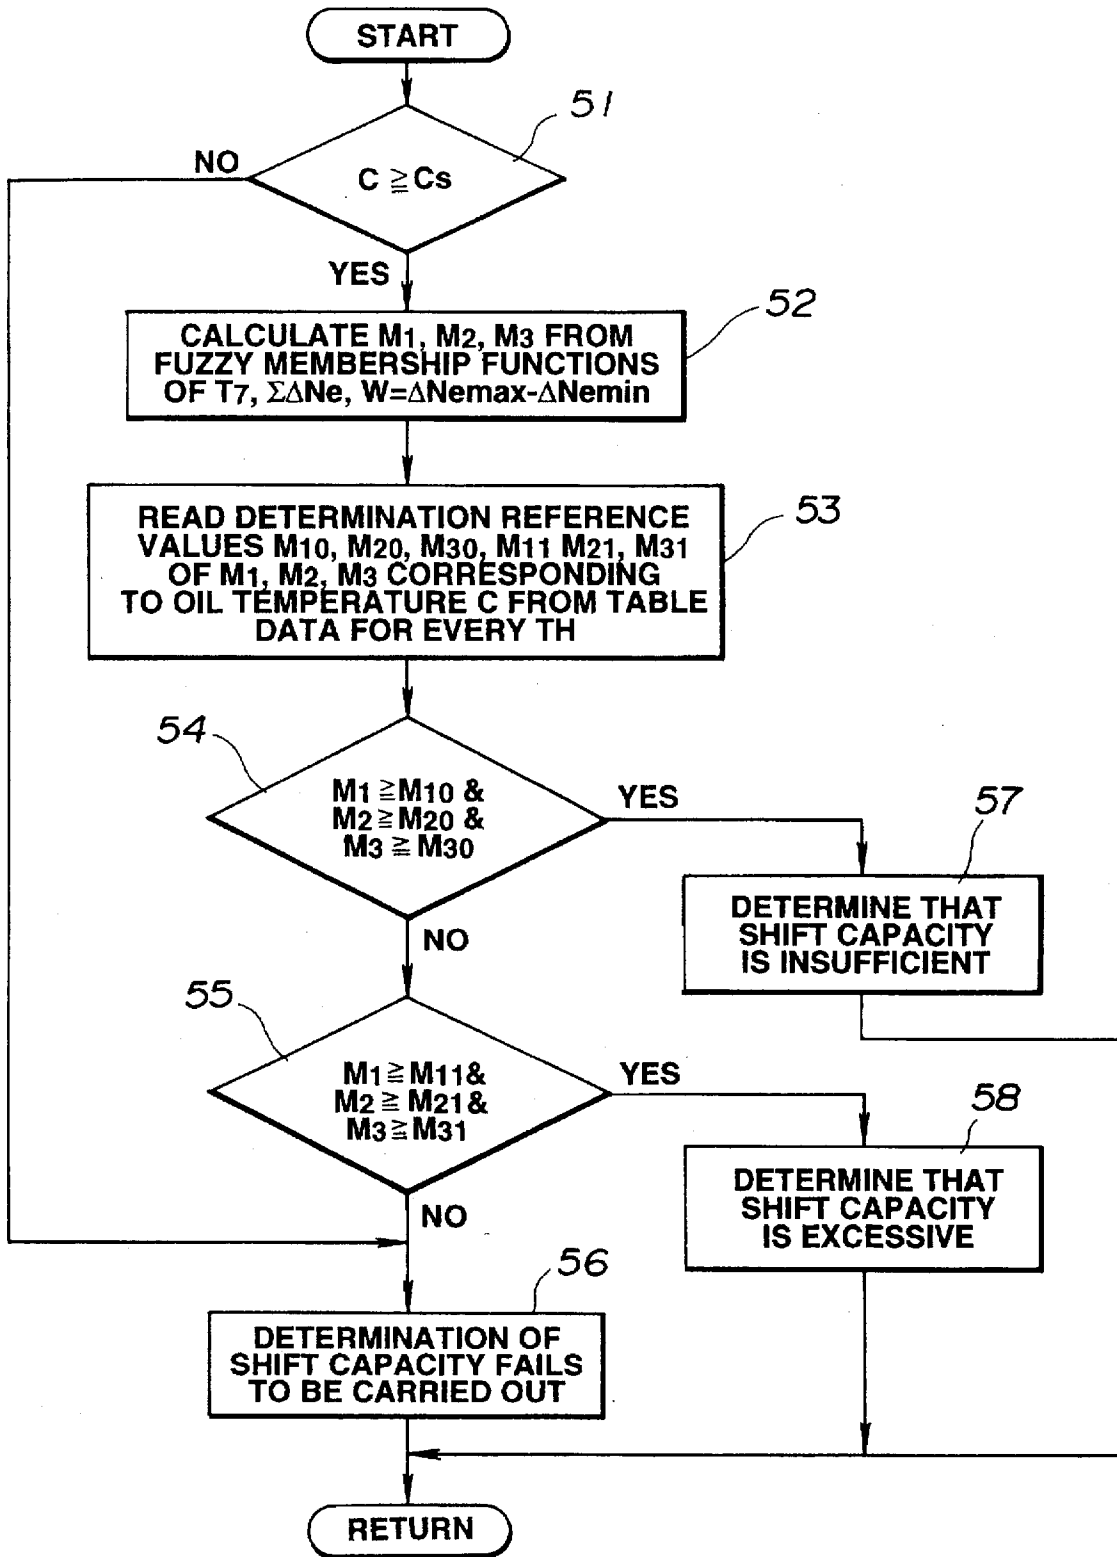 START
51
NO
C ≧ Cs
YES
52
CALCULATE M1, M2, M3 FROM
FUZZY MEMBERSHIP FUNCTIONS
OF T7, ΣΔNe, W=ΔNemax-ΔNemin
53
READ DETERMINATION REFERENCE
VALUES M10, M20, M30, M11 M21, M31
OF M1, M2, M3 CORRESPONDING
TO OIL TEMPERATURE C FROM TABLE
DATA FOR EVERY TH
54
M1 ≧M10 &
M2 ≧M20 &
M3 ≧ M30
YES
NO
57
DETERMINE THAT
SHIFT CAPACITY
IS INSUFFICIENT
55
M1 ≧ M11&
M2 ≧ M21&
M3≧ M31
YES
NO
58
DETERMINE THAT
SHIFT CAPACITY
IS EXCESSIVE
56
DETERMINATION OF
SHIFT CAPACITY FAILS
TO BE CARRIED OUT
RETURN